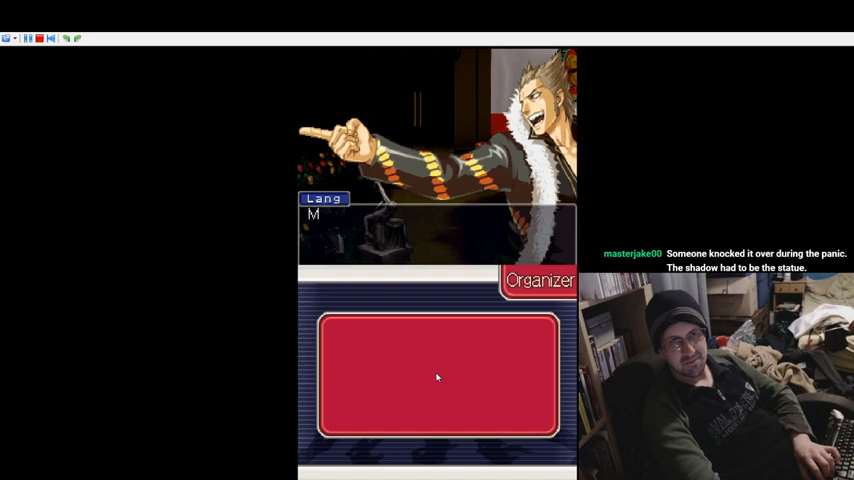 Lang
M
masterjake00 Someone knocked it over during the panic.
The shadow had to be the statue.
Organizer